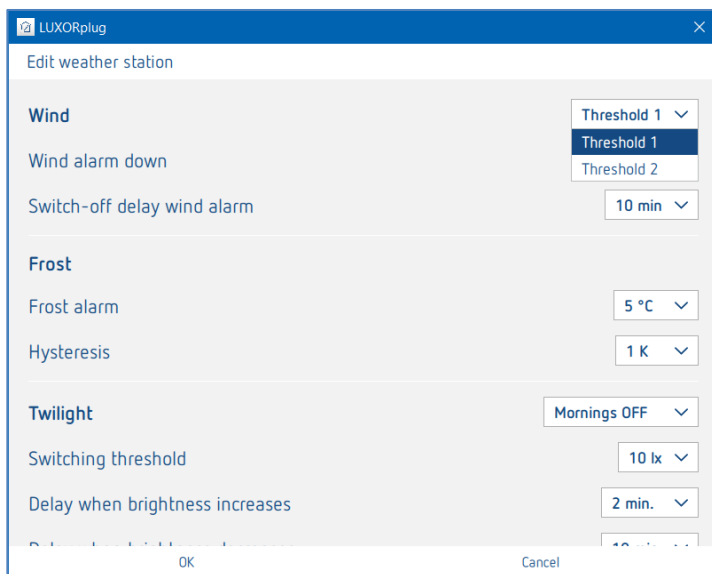 LUXORplug
Edit weather station
Wind Threshold 1
Threshold 1
Wind alarm down
Threshold 2
Switch-off delay wind alarm 10 min
Frost
Frost alarm 5 °C
Hysteresis 1 K
Twilight Mornings OFF
Switching threshold 10 lx
Delay when brightness increases 2 min.
OK Cancel